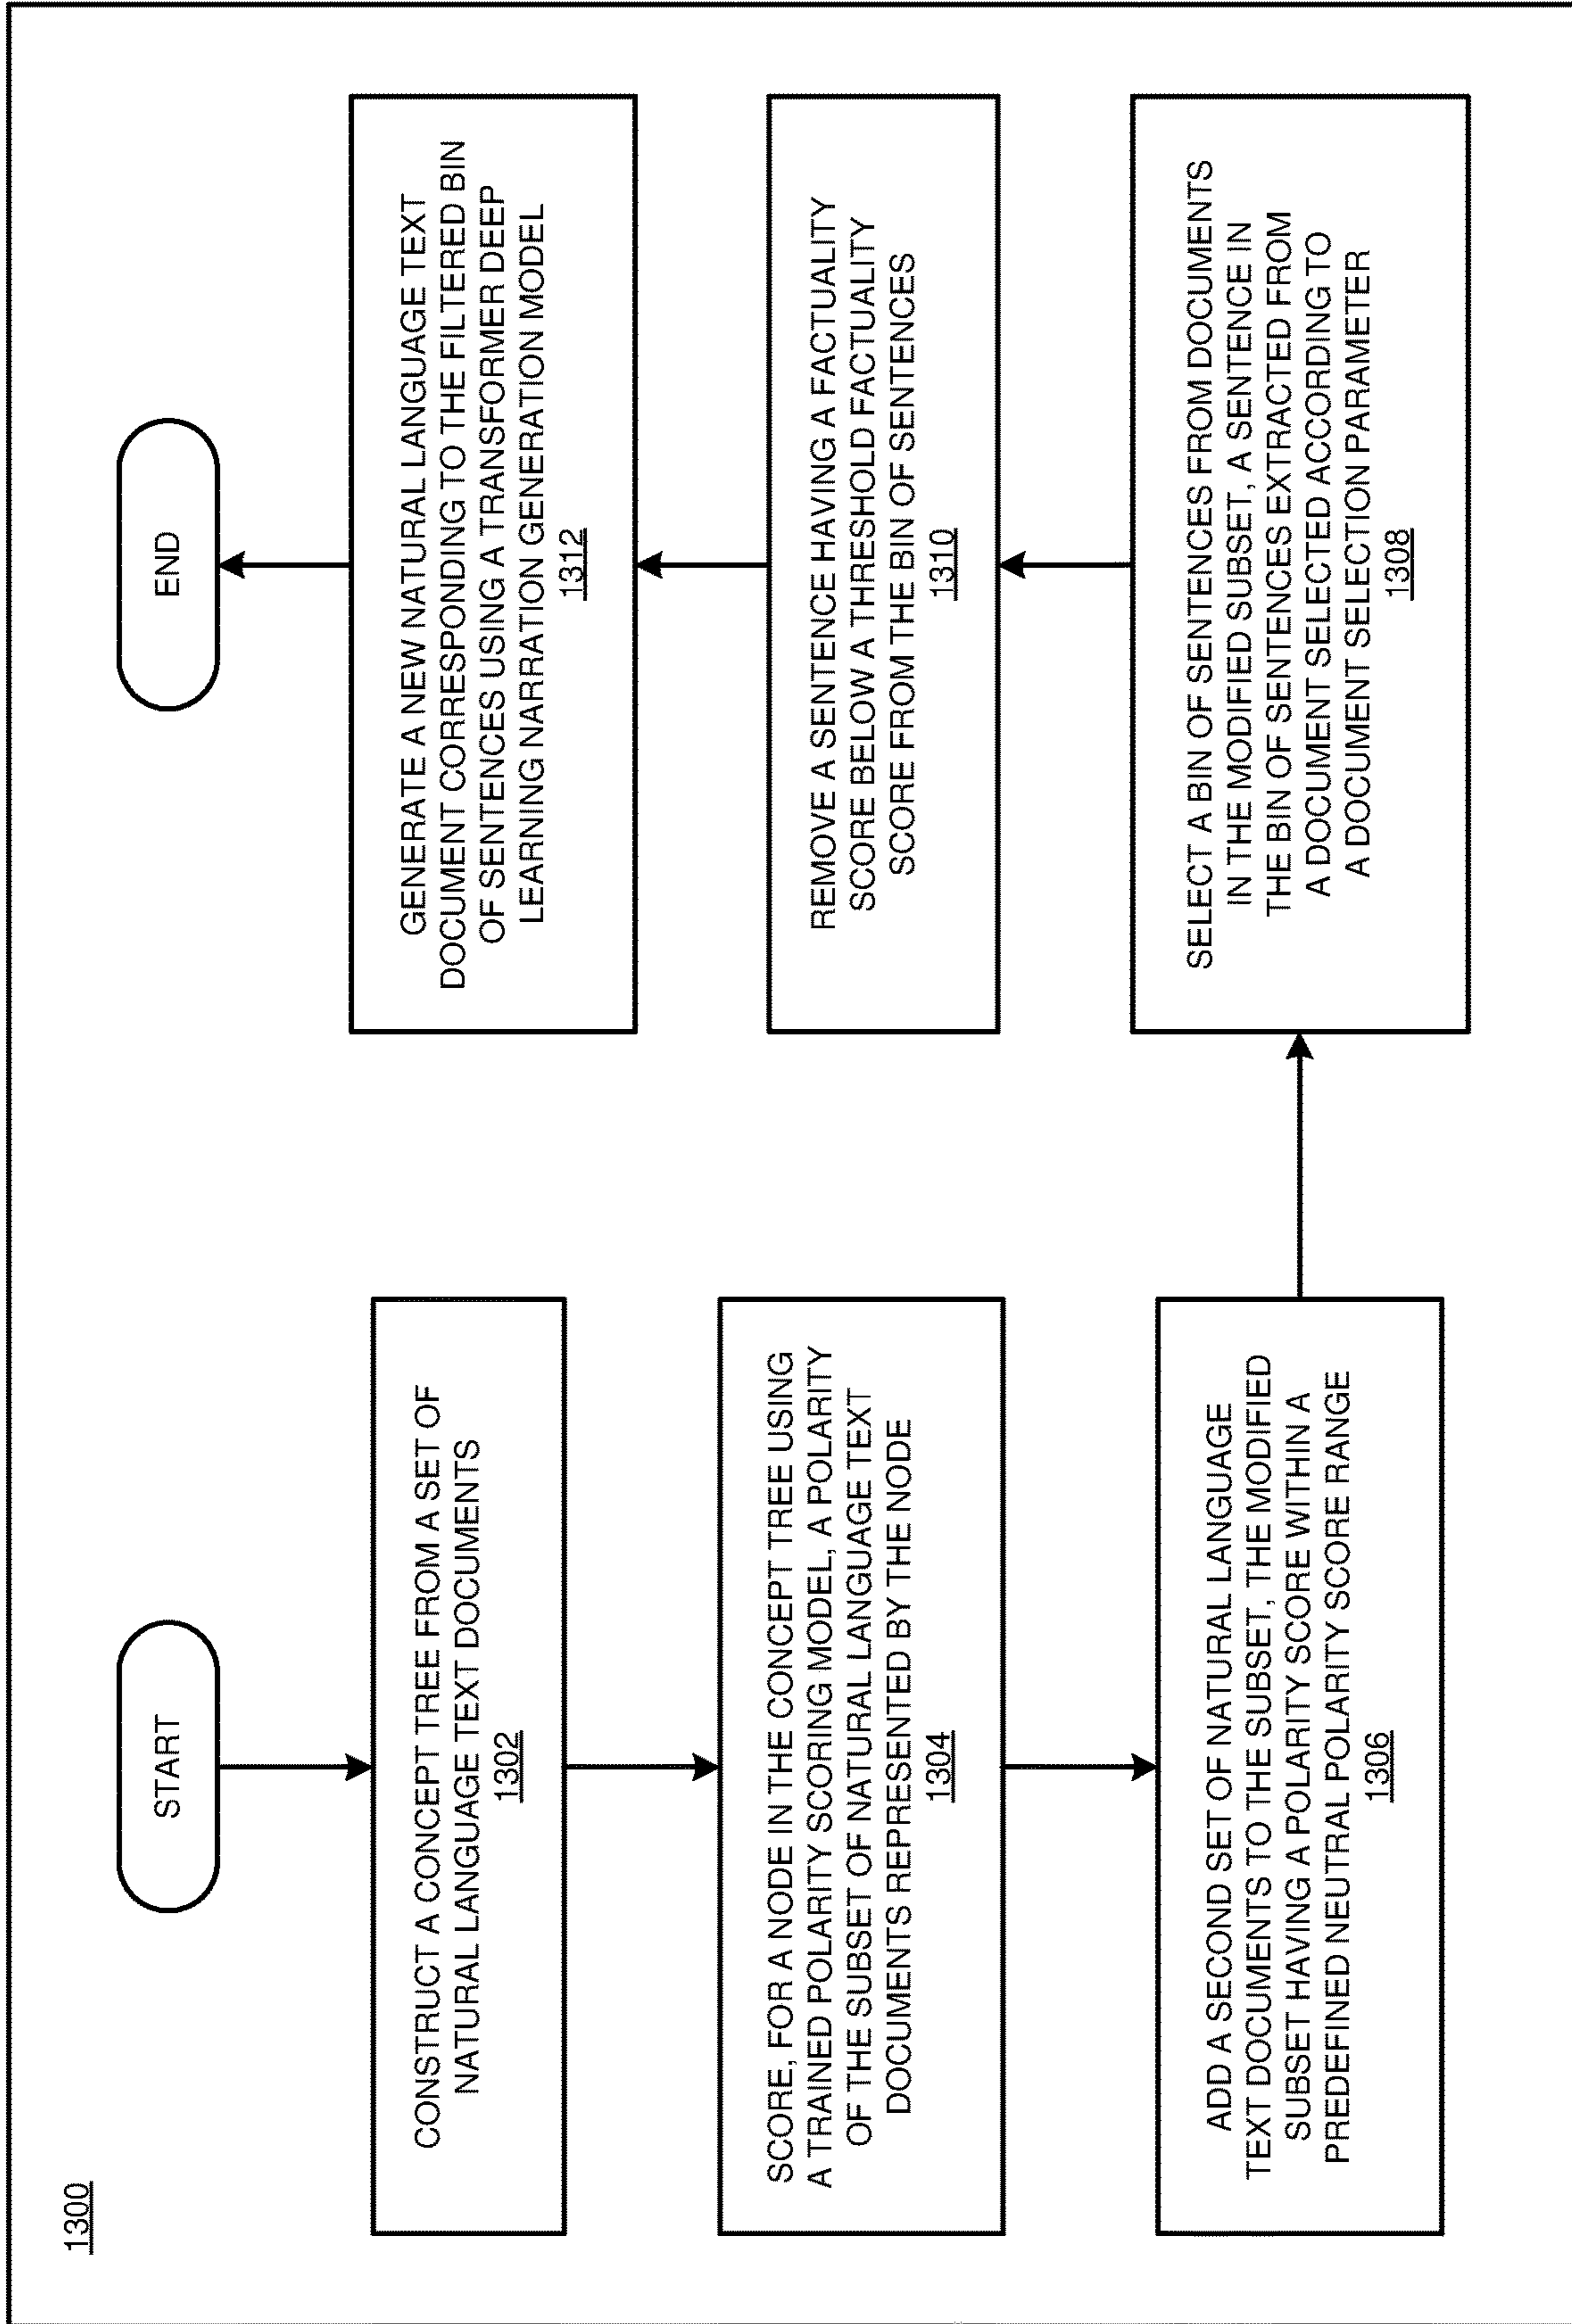 1300
START
CONSTRUCT A CONCEPT TREE FROM A SET OF
NATURAL LANGUAGE TEXT DOCUMENTS
1302
SCORE, FOR A NODE IN THE CONCEPT TREE USING
A TRAINED POLARITY SCORING MODEL, A POLARITY
OF THE SUBSET OF NATURAL LANGUAGE TEXT
DOCUMENTS REPRESENTED BY THE NODE
1304
ADD A SECOND SET OF NATURAL LANGUAGE
TEXT DOCUMENTS TO THE SUBSET, THE MODIFIED
SUBSET HAVING A POLARITY SCORE WITHIN A
PREDEFINED NEUTRAL POLARITY SCORE RANGE
1306
SELECT A BIN OF SENTENCES FROM DOCUMENTS
IN THE MODIFIED SUBSET, A SENTENCE IN
THE BIN OF SENTENCES EXTRACTED FROM
A DOCUMENT SELECTED ACCORDING TO
A DOCUMENT SELECTION PARAMETER
1308
REMOVE A SENTENCE HAVING A FACTUALITY
SCORE BELOW A THRESHOLD FACTUALITY
SCORE FROM THE BIN OF SENTENCES
1310
GENERATE A NEW NATURAL LANGUAGE TEXT
DOCUMENT CORRESPONDING TO THE FILTERED BIN
OF SENTENCES USING A TRANSFORMER DEEP
LEARNING NARRATION GENERATION MODEL
1312
END